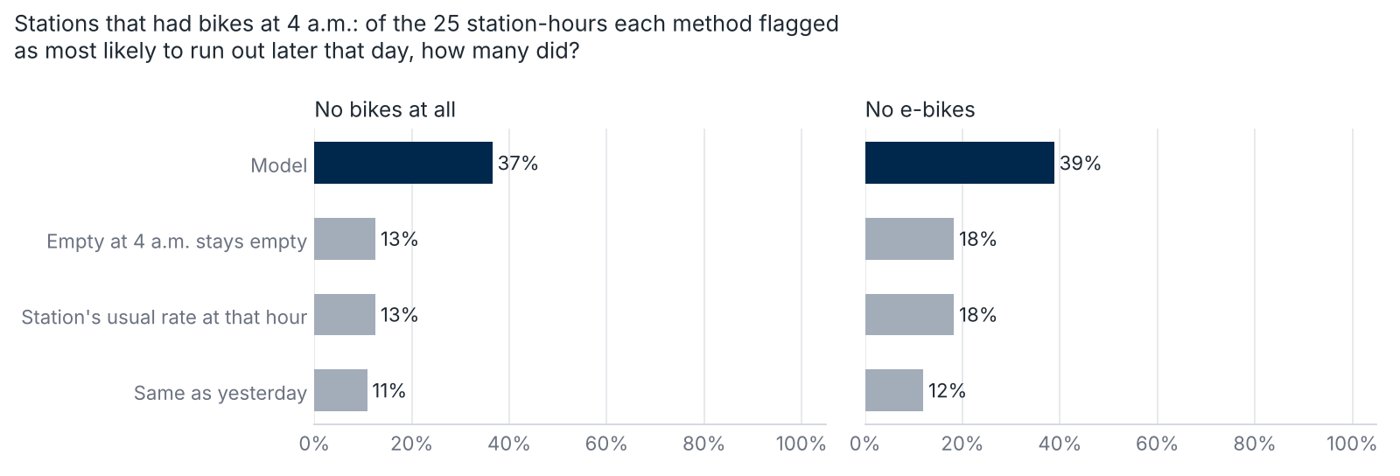 Stations that had bikes at 4 a.m.: of the 25 station-hours each method flagged
as most likely to run out later that day, how many did?
No bikes at all
No e-bikes
Model
37%
39%
Empty at 4 a.m. stays empty
13%
18%
Station's usual rate at that hour
13%
18%
Same as yesterday
11%
12%
0%
20%
40%
60%
80%
100%
0%
20%
40%
60%
80%
100%